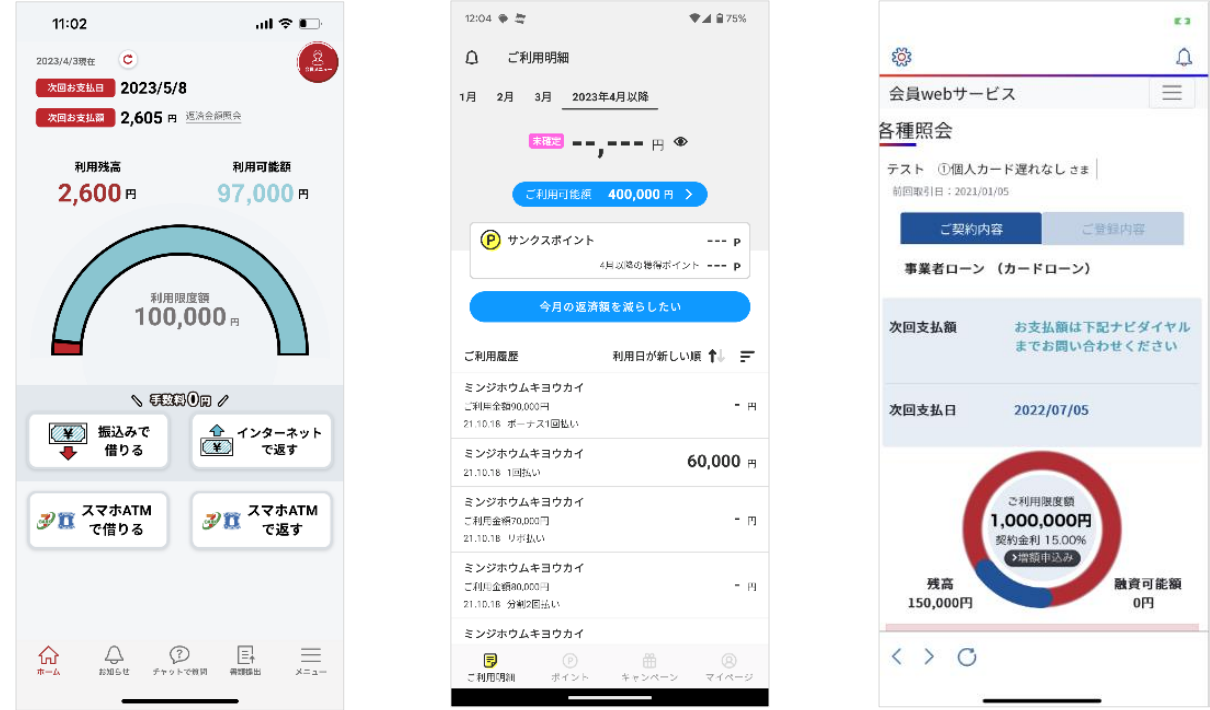 11:02
2023/4/3現在
会員メニュー
次回お支払日 2023/5/8
次回お支払額 2,605 円 返済金額照会
利用残高 利用可能額
2,600 円 97,000 円
利用限度額
100,000 円
手数料0円
振込みで
借りる
インターネット
で返す
スマホATM
で借りる
スマホATM
で返す
ホーム お知らせ チャットで質問 書類提出 メニュー
12:04 75%
ご利用明細
1月 2月 3月 2023年4月以降
未確定 --,--- 円
ご利用可能額 400,000 円
P サンクスポイント --- P
4月以降の獲得ポイント --- P
今月の返済額を減らしたい
ご利用履歴 利用日が新しい順
ミンジホウムキヨウカイ
ご利用金額90,000円 - 円
21.10.18 ボーナス1回払い
ミンジホウムキヨウカイ
60,000 円
21.10.18 1回払い
ミンジホウムキヨウカイ
ご利用金額70,000円 - 円
21.10.18 リボ払い
ミンジホウムキヨウカイ
ご利用金額80,000円 - 円
21.10.18 分割2回払い
ミンジホウムキヨウカイ
ご利用明細 ポイント キャンペーン マイページ
会員webサービス
各種照会
テスト ①個人カード遅れなし さま
前回取引日：2021/01/05
ご契約内容 ご登録内容
事業者ローン （カードローン）
次回支払額 お支払額は下記ナビダイヤル
までお問い合わせください
次回支払日 2022/07/05
ご利用限度額
1,000,000円
契約金利 15.00%
増額申込み
残高
150,000円
融資可能額
0円